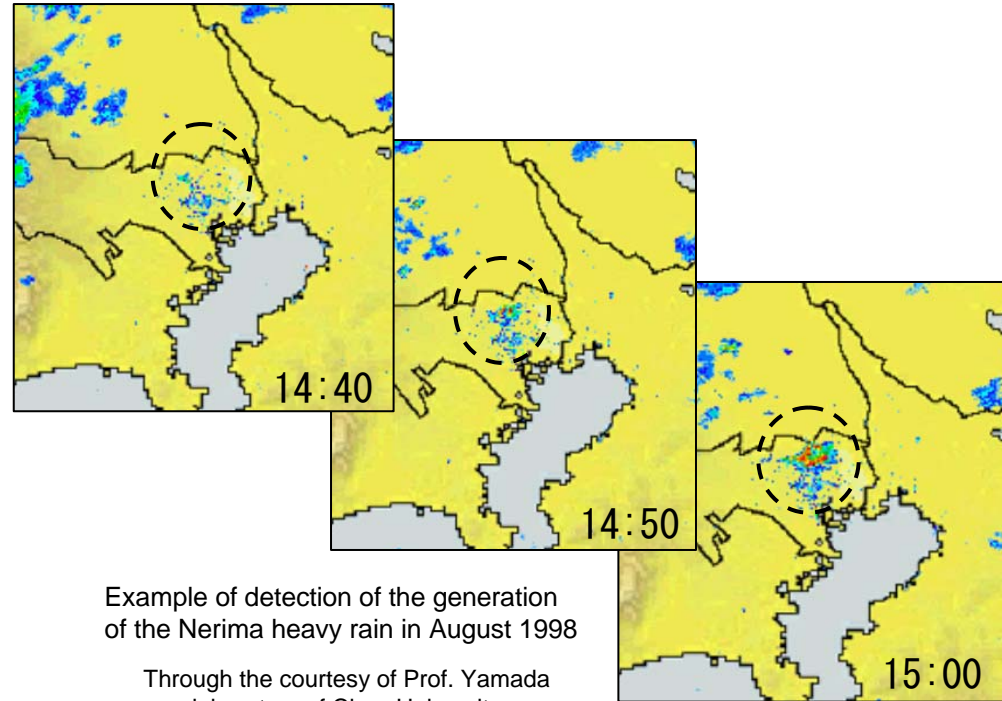 14:40
14:50
15:00
Example of detection of the generation
of the Nerima heavy rain in August 1998
Through the courtesy of Prof. Yamada